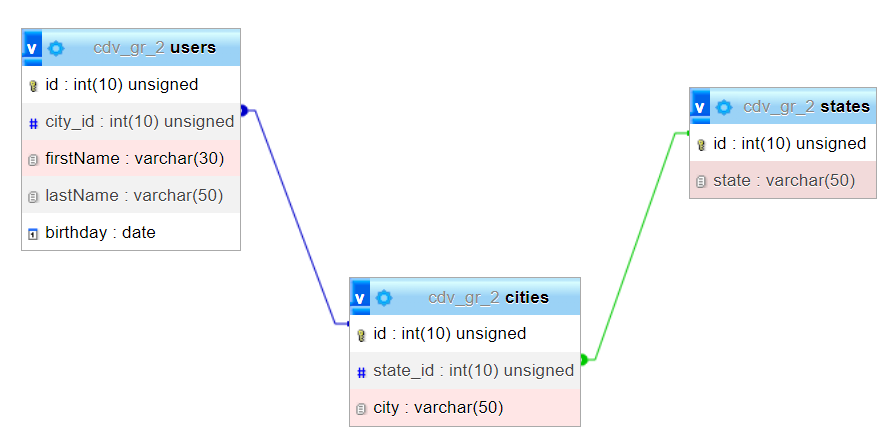 v cdv_gr_2 users
id : int(10) unsigned
# city_id : int(10) unsigned
firstName : varchar(30)
lastName : varchar(50)
1 birthday : date
v cdv_gr_2 states
id : int(10) unsigned
state : varchar(50)
v cdv_gr_2 cities
id : int(10) unsigned
# state_id : int(10) unsigned
city : varchar(50)